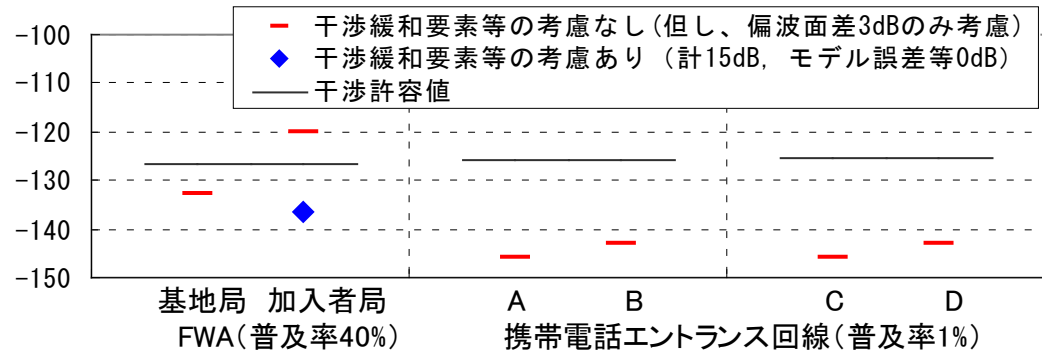 -100
-110
-120
-130
-140
-150
干渉緩和要素等の考慮なし(但し、偏波面差3dBのみ考慮)
干渉緩和要素等の考慮あり (計15dB, モデル誤差等0dB)
干渉許容値
基地局 加入者局 A B C D
FWA(普及率40%) 携帯電話エントランス回線(普及率1%)